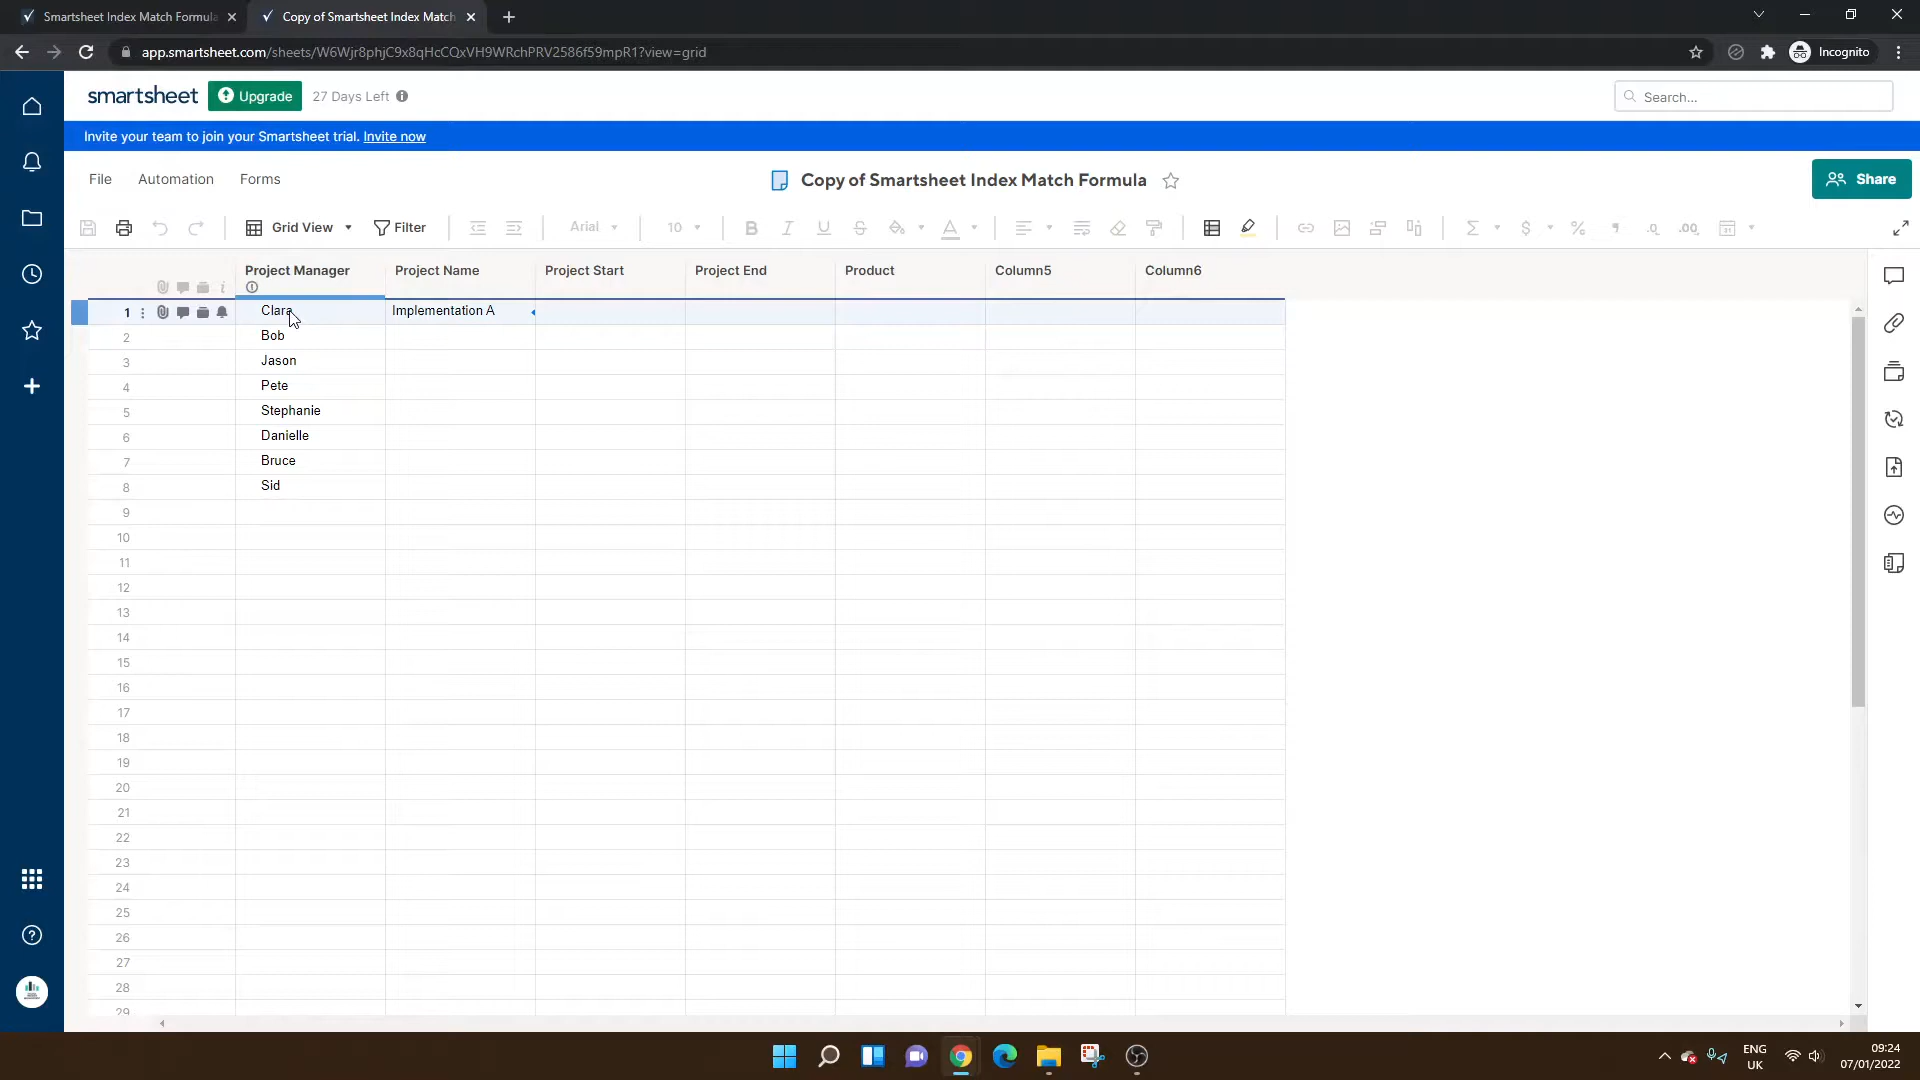 Smartsheet Index Match Formula
Copy of Smartsheet Index Match
app.smartsheet.com/sheets/W6Wjr8phjC9x8qHcCQxVH9WRchPRV2586f59mpR1?view=grid
Incognito
smartsheet
Upgrade
27 Days Left
Search...
Invite your team to join your Smartsheet trial. Invite now
File Automation Forms
Copy of Smartsheet Index Match Formula
Share
Grid View
Filter
Arial
10
Project Manager Project Name Project Start Project End Product Column5 Column6
1 Clara Implementation A
2 Bob
3 Jason
4 Pete
5 Stephanie
6 Danielle
7 Bruce
8 Sid
9
10
11
12
13
14
15
16
17
18
19
20
21
22
23
24
25
26
27
28
29
ENG
UK
09:24
07/01/2022